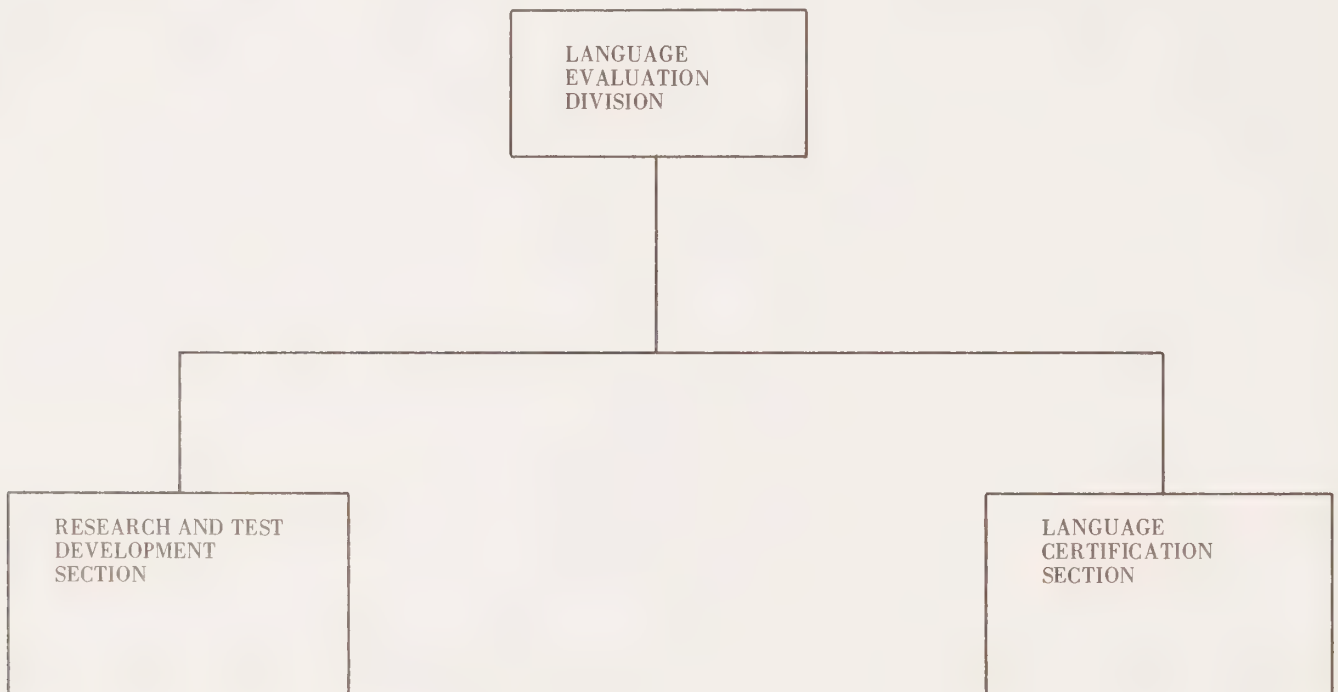 LANGUAGE
EVALUATION
DIVISION
RESEARCH AND TEST
DEVELOPMENT
SECTION
LANGUAGE
CERTIFICATION
SECTION